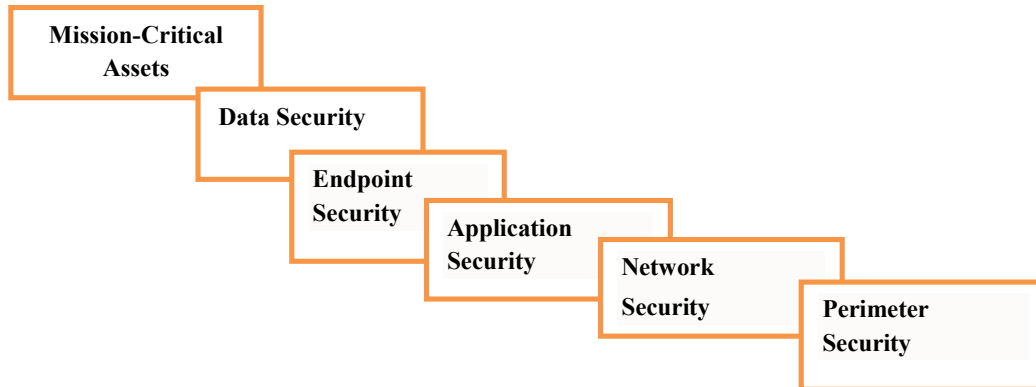 Mission-Critical
Assets
Data Security
Endpoint
Security
Application
Security
Network
Security
Perimeter
Security